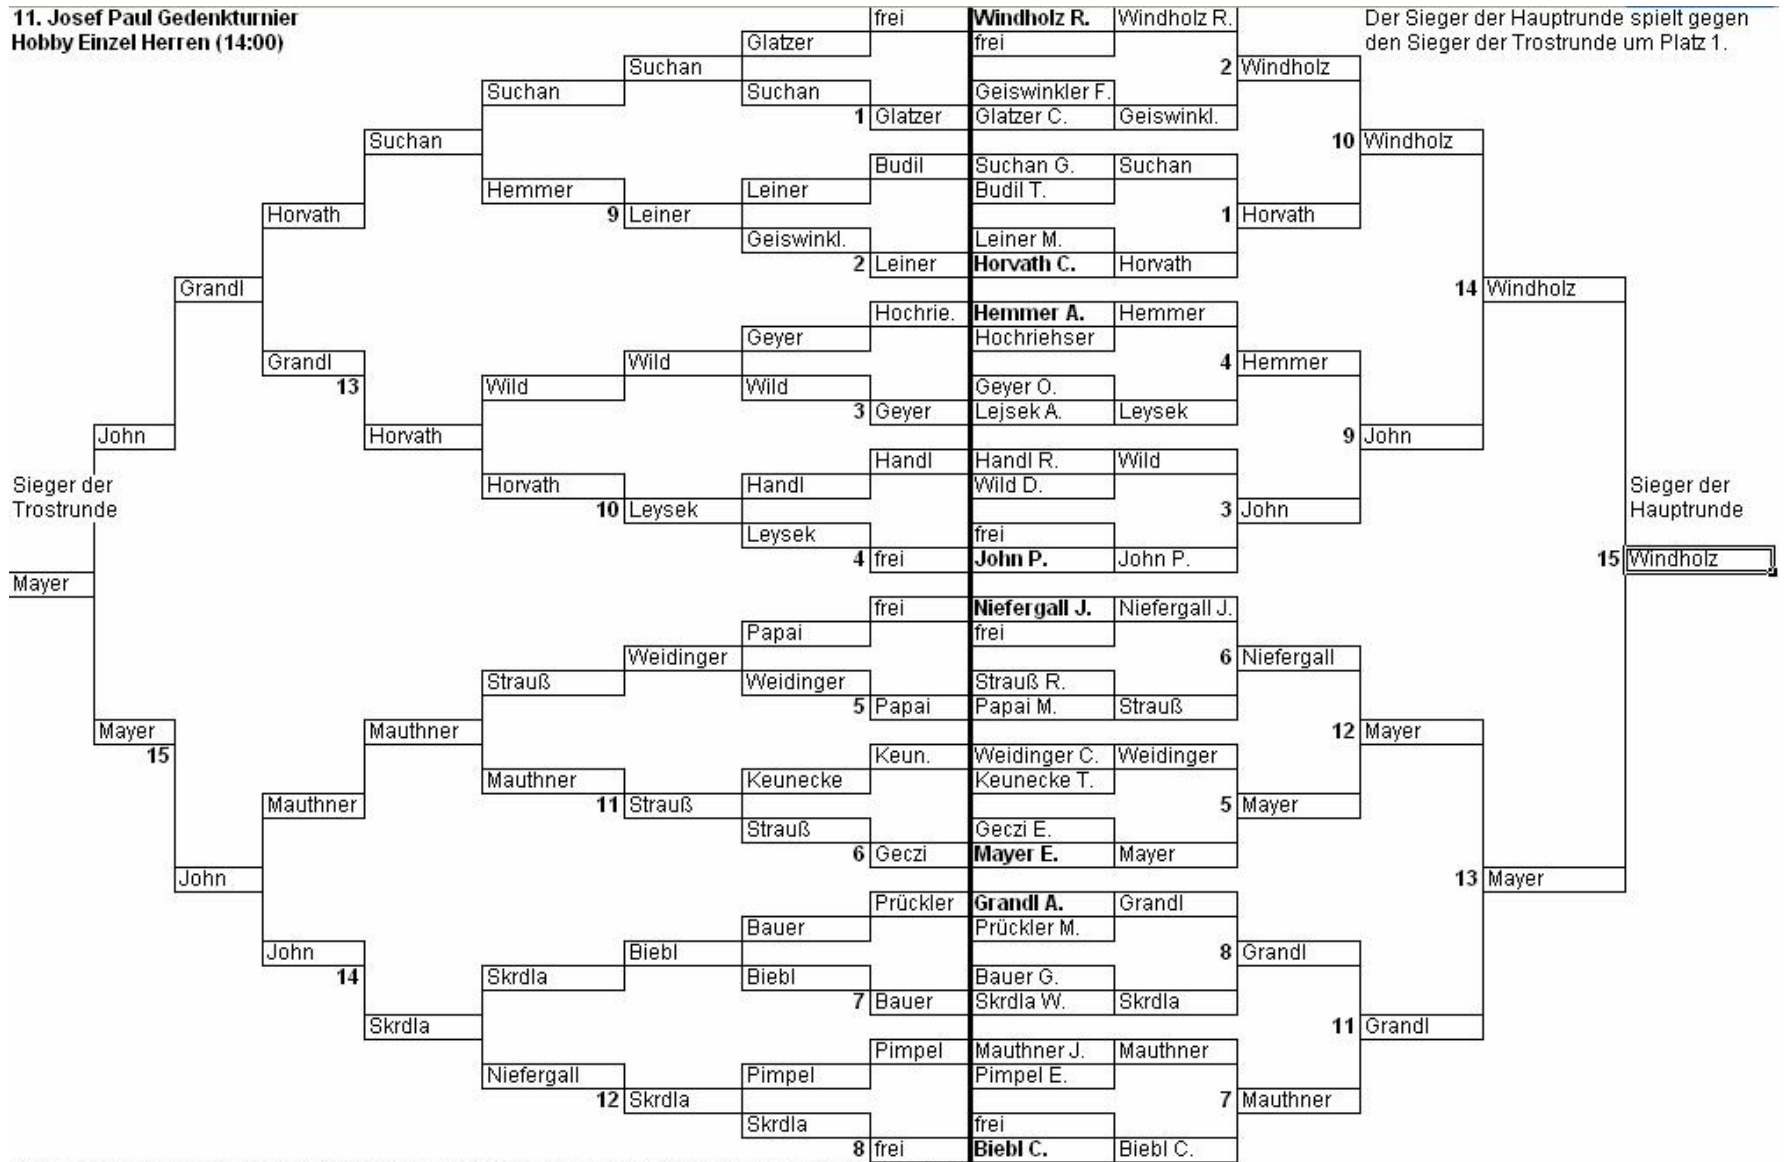 11. Josef Paul Gedenkturnier
Hobby Einzel Herren (14:00)
frei Windholz R. Windholz R. Der Sieger der Hauptrunde spielt gegen
Glatzer frei den Sieger der Trostrunde um Platz 1.
Suchan 2 Windholz
Suchan Suchan Geiswinkler F.
1 Glatzer Glatzer C. Geiswinkl.
Suchan 10 Windholz
Budil Suchan G. Suchan
Hemmer Leiner Budil T.
Horvath 9 Leiner 1 Horvath
Geiswinkl. Leiner M.
2 Leiner Horvath C. Horvath
Grandl 14 Windholz
Hochrie. Hemmer A. Hemmer
Geyer Hochriehser
Grandl Wild 4 Hemmer
13 Wild Wild Geyer O.
3 Geyer Lejsek A. Leysek
John Horvath 9 John
Handl Handl R. Wild
Sieger der Horvath Handl Wild D. Sieger der
Trostrunde 10 Leysek 3 John Hauptrunde
Leysek frei
4 frei John P. John P. 15 Windholz
Mayer
frei Niefergall J. Niefergall J.
Papai frei
Weidinger 6 Niefergall
Strauß Weidinger Strauß R.
5 Papai Papai M. Strauß
Mayer Mauthner 12 Mayer
15 Keun. Weidinger C. Weidinger
Mauthner Keunecke Keunecke T.
Mauthner 11 Strauß 5 Mayer
Strauß Geczi E.
6 Geczi Mayer E. Mayer
John 13 Mayer
Prückler Grandl A. Grandl
Bauer Prückler M.
John Biebl 8 Grandl
14 Skrdla Biebl Bauer G.
7 Bauer Skrdla W. Skrdla
Skrdla 11 Grandl
Pimpel Mauthner J. Mauthner
Niefergall Pimpel Pimpel E.
12 Skrdla 7 Mauthner
Skrdla frei
8 frei Biebl C. Biebl C.